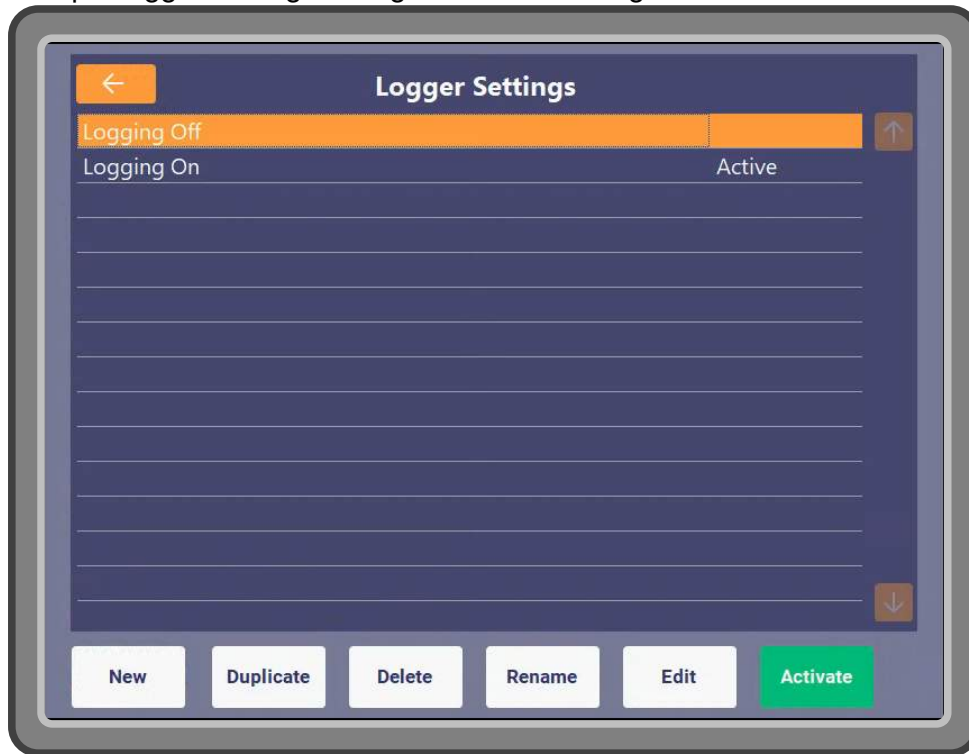 Logger Settings
Logging Off
Logging On Active
New Duplicate Delete Rename Edit Activate